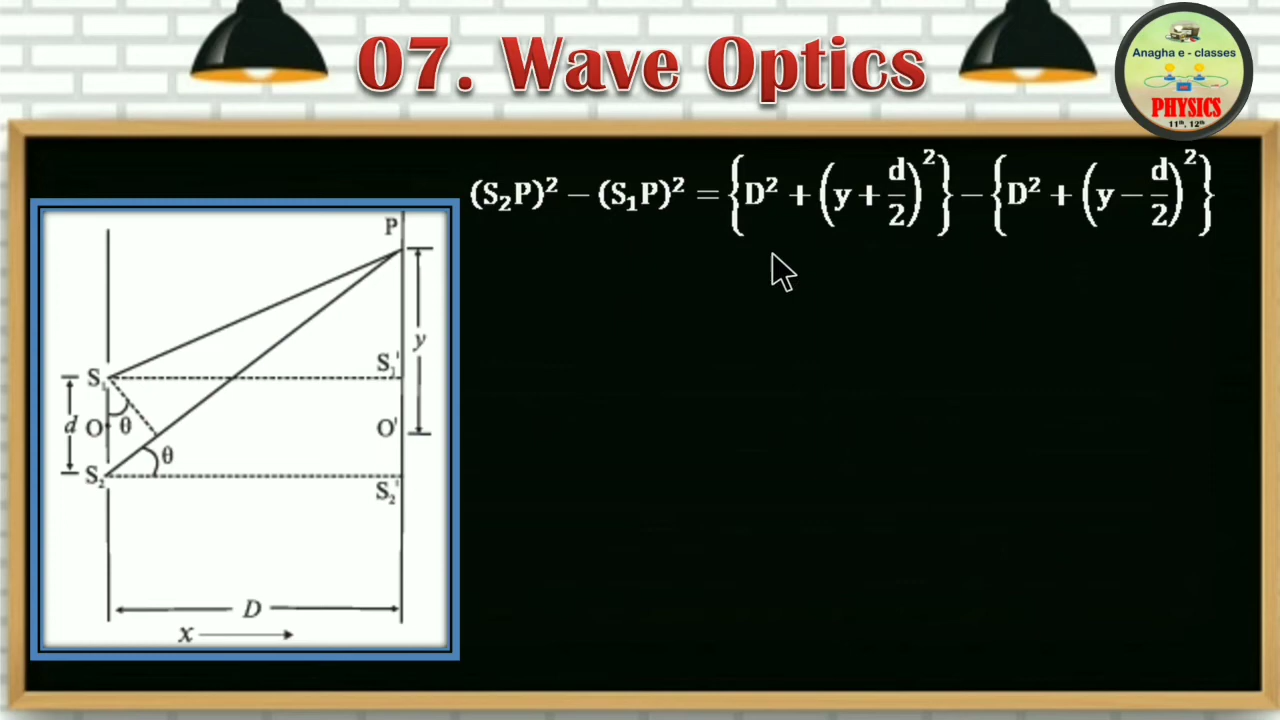 07. Wave Optics
Anagha e - classes
PHYSICS
11th, 12th
(S₂P)² − (S₁P)² = {D² + (y + d/2)²} − {D² + (y − d/2)²}
P
y
S₁ S₁'
d O θ O'
θ
S₂
S₂'
D
x